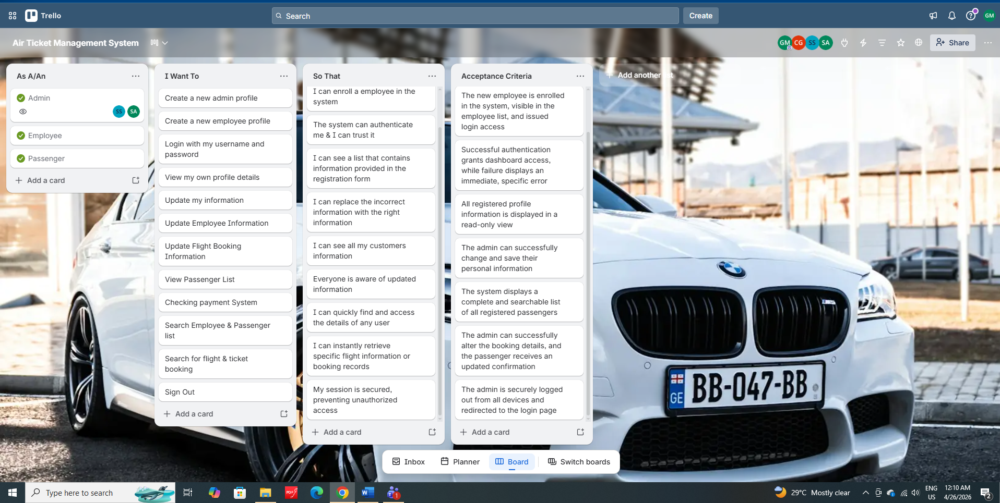 Trello
Search
Create
GM
Air Ticket Management System
GM CG SS SA
Share
As A/An
Admin
SS SA
Employee
Passenger
Add a card
I Want To
Create a new admin profile
Create a new employee profile
Login with my username and
password
View my own profile details
Update my information
Update Employee Information
Update Flight Booking
Information
View Passenger List
Checking payment System
Search Employee & Passenger
list
Search for flight & ticket
booking
Sign Out
Add a card
So That
I can enroll a employee in the
system
The system can authenticate
me & I can trust it
I can see a list that contains
information provided in the
registration form
I can replace the incorrect
information with the right
information
I can see all my customers
information
Everyone is aware of updated
information
I can quickly find and access
the details of any user
I can instantly retrieve
specific flight information or
booking records
My session is secured,
preventing unauthorized
access
Add a card
Acceptance Criteria
The new employee is enrolled
in the system, visible in the
employee list, and issued
login access
Successful authentication
grants dashboard access,
while failure displays an
immediate, specific error
All registered profile
information is displayed in a
read-only view
The admin can successfully
change and save their
personal information
The system displays a
complete and searchable list
of all registered passengers
The admin can successfully
alter the booking details, and
the passenger receives an
updated confirmation
The admin is securely logged
out from all devices and
redirected to the login page
Add a card
Add another list
GE BB-047-BB
Inbox
Planner
Board
Switch boards
Type here to search
PDF
W
T 1
29°C Mostly clear
ENG
US
12:10 AM
4/26/2026
2